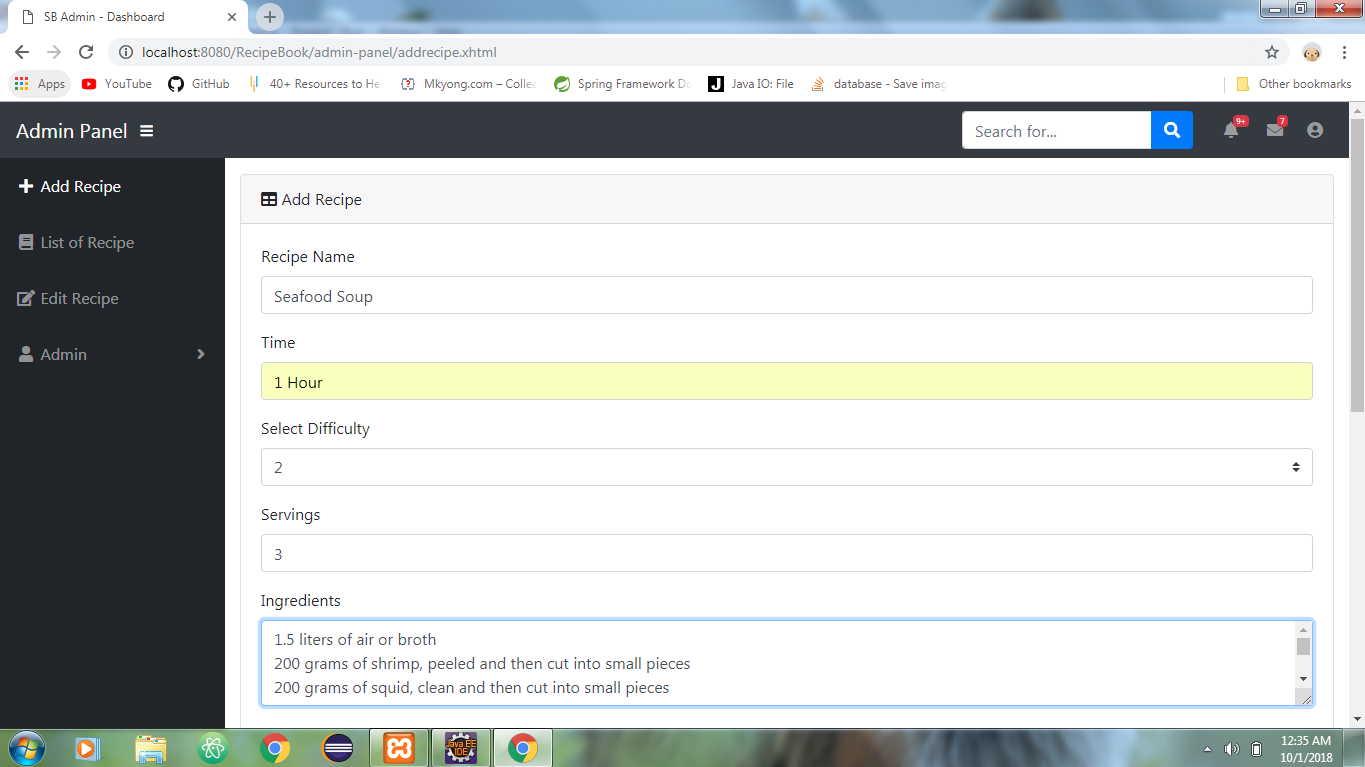 SB Admin - Dashboard
localhost:8080/RecipeBook/admin-panel/addrecipe.xhtml
Apps YouTube GitHub 40+ Resources to He Mkyong.com – Collec Spring Framework Do Java IO: File database - Save imag Other bookmarks
Admin Panel Search for... 9+ 7
Add Recipe
List of Recipe
Edit Recipe
Admin
Add Recipe
Recipe Name
Seafood Soup
Time
1 Hour
Select Difficulty
2
Servings
3
Ingredients
1.5 liters of air or broth
200 grams of shrimp, peeled and then cut into small pieces
200 grams of squid, clean and then cut into small pieces
Java EE
IDE
12:35 AM
10/1/2018